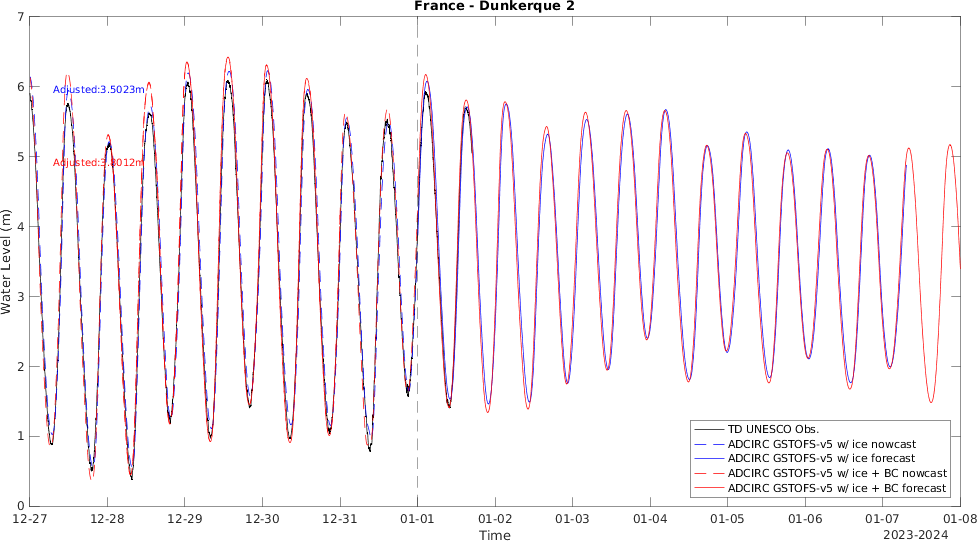 France - Dunkerque 2
7
6
5
4
3
2
1
0
Water Level (m)
Adjusted:3.5023m
Adjusted:3.3012m
TD UNESCO Obs.
ADCIRC GSTOFS-v5 w/ ice nowcast
ADCIRC GSTOFS-v5 w/ ice forecast
ADCIRC GSTOFS-v5 w/ ice + BC nowcast
ADCIRC GSTOFS-v5 w/ ice + BC forecast
12-27 12-28 12-29 12-30 12-31 01-01 01-02 01-03 01-04 01-05 01-06 01-07 01-08
Time
2023-2024